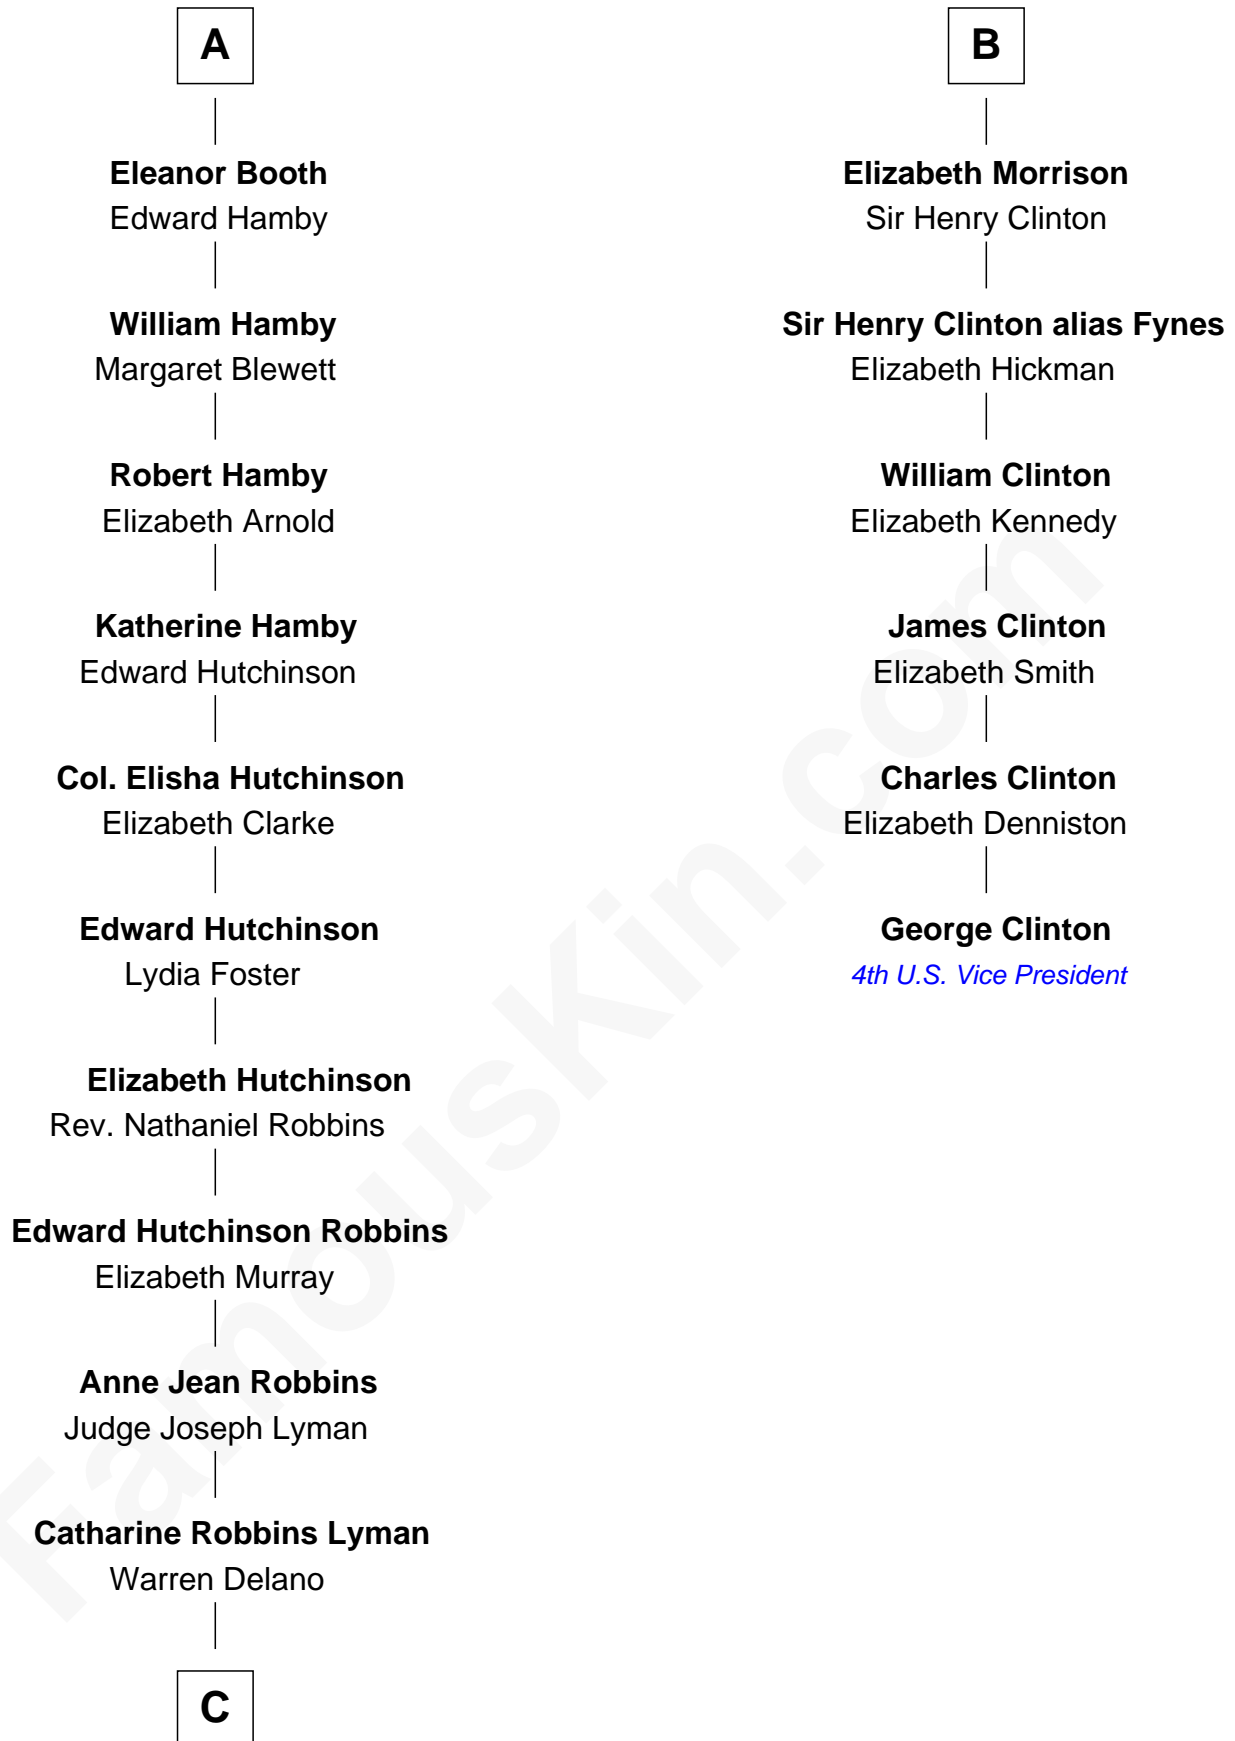 A
Eleanor Booth
Edward Hamby
William Hamby
Margaret Blewett
Robert Hamby
Elizabeth Arnold
Katherine Hamby
Edward Hutchinson
Col. Elisha Hutchinson
Elizabeth Clarke
Edward Hutchinson
Lydia Foster
Elizabeth Hutchinson
Rev. Nathaniel Robbins
Edward Hutchinson Robbins
Elizabeth Murray
Anne Jean Robbins
Judge Joseph Lyman
Catharine Robbins Lyman
Warren Delano
C
B
Elizabeth Morrison
Sir Henry Clinton
Sir Henry Clinton alias Fynes
Elizabeth Hickman
William Clinton
Elizabeth Kennedy
James Clinton
Elizabeth Smith
Charles Clinton
Elizabeth Denniston
George Clinton
4th U.S. Vice President
FamousKin.com